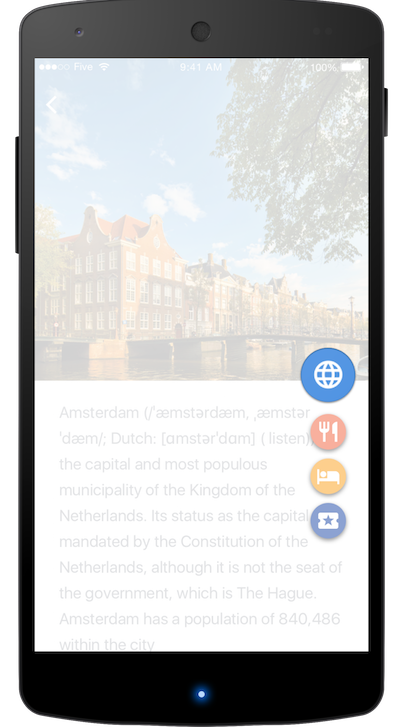 Five 9:41 AM 100%
Amsterdam (/ˈæmstərdæm, ˌæmstər
ˈdæm/; Dutch: [ɑmstərˈdɑm] ( listen)
the capital and most populous
municipality of the Kingdom of the
Netherlands. Its status as the capital
mandated by the Constitution of the
Netherlands, although it is not the seat of
the government, which is The Hague.
Amsterdam has a population of 840,486
within the city